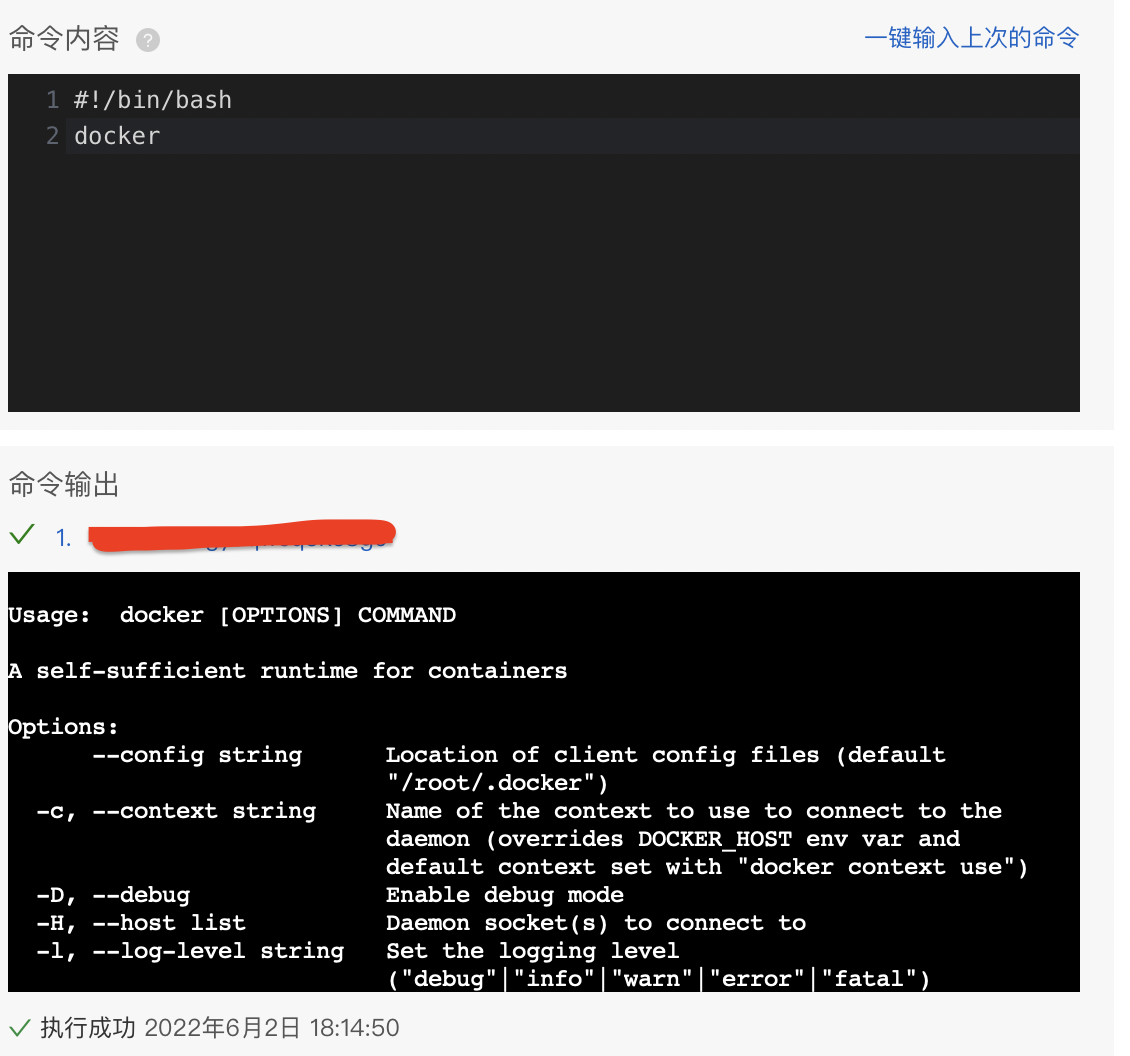 命令内容 ? 一键输入上次的命令
1 #!/bin/bash
2 docker
命令输出
1.
Usage:  docker [OPTIONS] COMMAND
A self-sufficient runtime for containers
Options:
      --config string      Location of client config files (default
                           "/root/.docker")
  -c, --context string     Name of the context to use to connect to the
                           daemon (overrides DOCKER_HOST env var and
                           default context set with "docker context use")
  -D, --debug              Enable debug mode
  -H, --host list          Daemon socket(s) to connect to
  -l, --log-level string   Set the logging level
                           ("debug"|"info"|"warn"|"error"|"fatal")
执行成功 2022年6月2日 18:14:50